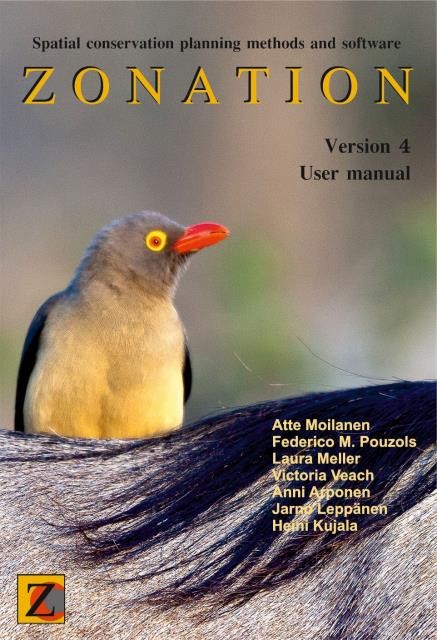 Spatial conservation planning methods and software
ZONATION
Version 4
User manual
Atte Moilanen
Federico M. Pouzols
Laura Meller
Victoria Veach
Anni Arponen
Jarno Leppänen
Heini Kujala
ZC